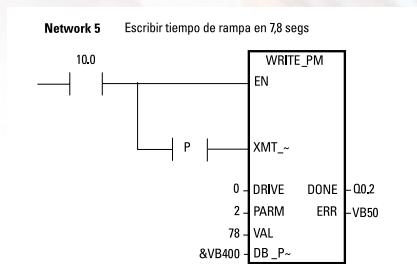 Network 5 Escribir tiempo de rampa en 7,8 segs
10.0
WRITE_PM
EN
P
XMT_~
0 DRIVE DONE Q0.2
2 PARM ERR VB50
78 VAL
&VB400 DB_P~